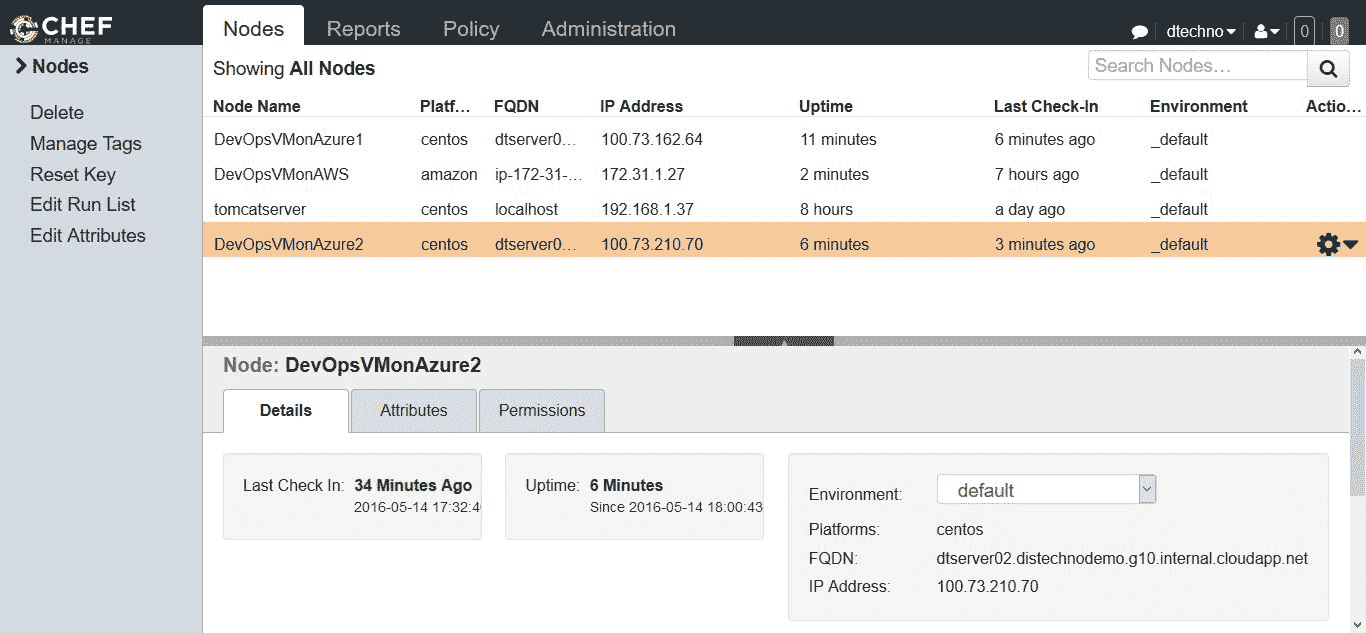 CHEF
MANAGE
Nodes Reports Policy Administration dtechno 0 0
Nodes
Delete
Manage Tags
Reset Key
Edit Run List
Edit Attributes
Showing All Nodes
Search Nodes...
Node Name Platf... FQDN IP Address Uptime Last Check-In Environment Actio...
DevOpsVMonAzure1 centos dtserver0... 100.73.162.64 11 minutes 6 minutes ago _default
DevOpsVMonAWS amazon ip-172-31-... 172.31.1.27 2 minutes 7 hours ago _default
tomcatserver centos localhost 192.168.1.37 8 hours a day ago _default
DevOpsVMonAzure2 centos dtserver0... 100.73.210.70 6 minutes 3 minutes ago _default
Node: DevOpsVMonAzure2
Details Attributes Permissions
Last Check In: 34 Minutes Ago
2016-05-14 17:32:4
Uptime: 6 Minutes
Since 2016-05-14 18:00:43
Environment: default
Platforms: centos
FQDN: dtserver02.distechnodemo.g10.internal.cloudapp.net
IP Address: 100.73.210.70